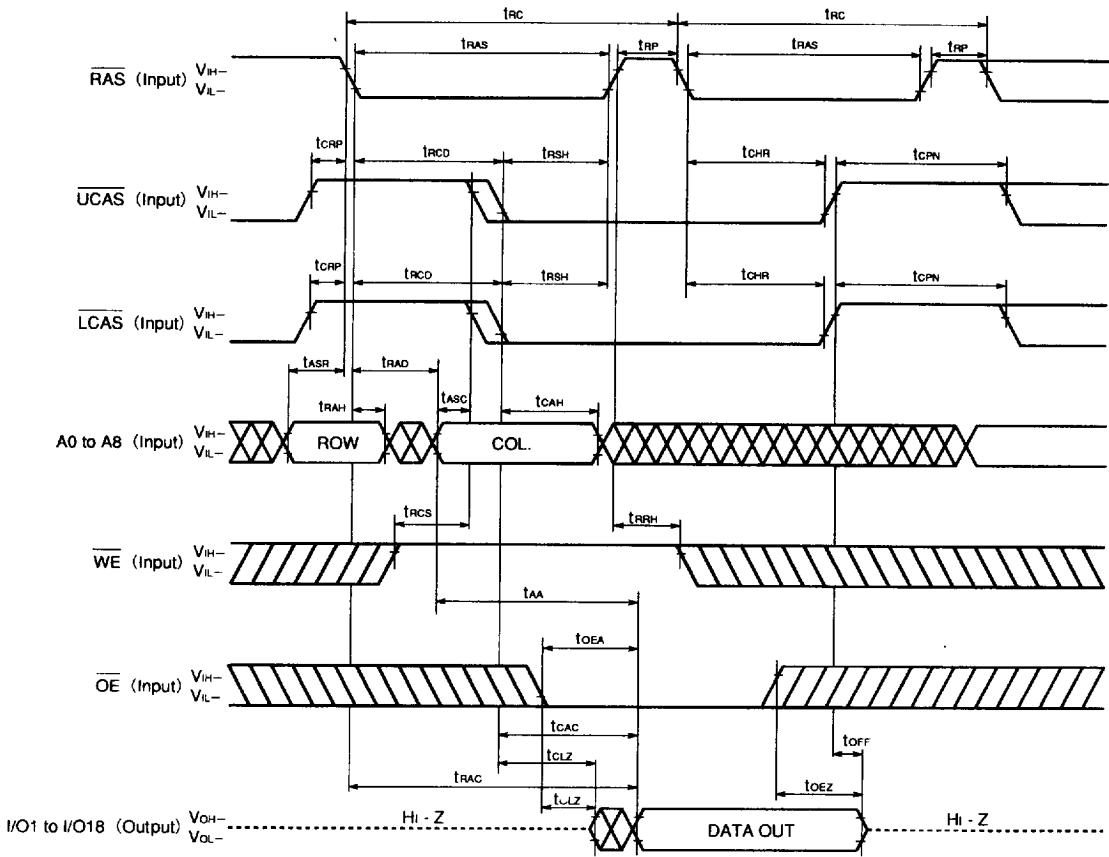 tRC tRC
tRAS tRP tRAS tRP
RAS (Input) VIH–
VIL–
tCRP tRCD tRSH tCHR tCPN
UCAS (Input) VIH–
VIL–
tCRP tRCD tRSH tCHR tCPN
LCAS (Input) VIH–
VIL–
tASR tRAD
tRAH tASC tCAH
A0 to A8 (Input) VIH–
VIL–
ROW COL.
tRCS tRRH
WE (Input) VIH–
VIL–
tAA
tOEA
OE (Input) VIH–
VIL–
tCAC
tCLZ tOFF
tRAC tOEZ
tCLZ
I/O1 to I/O18 (Output) VOH–
VOL–
Hi - Z DATA OUT Hi - Z